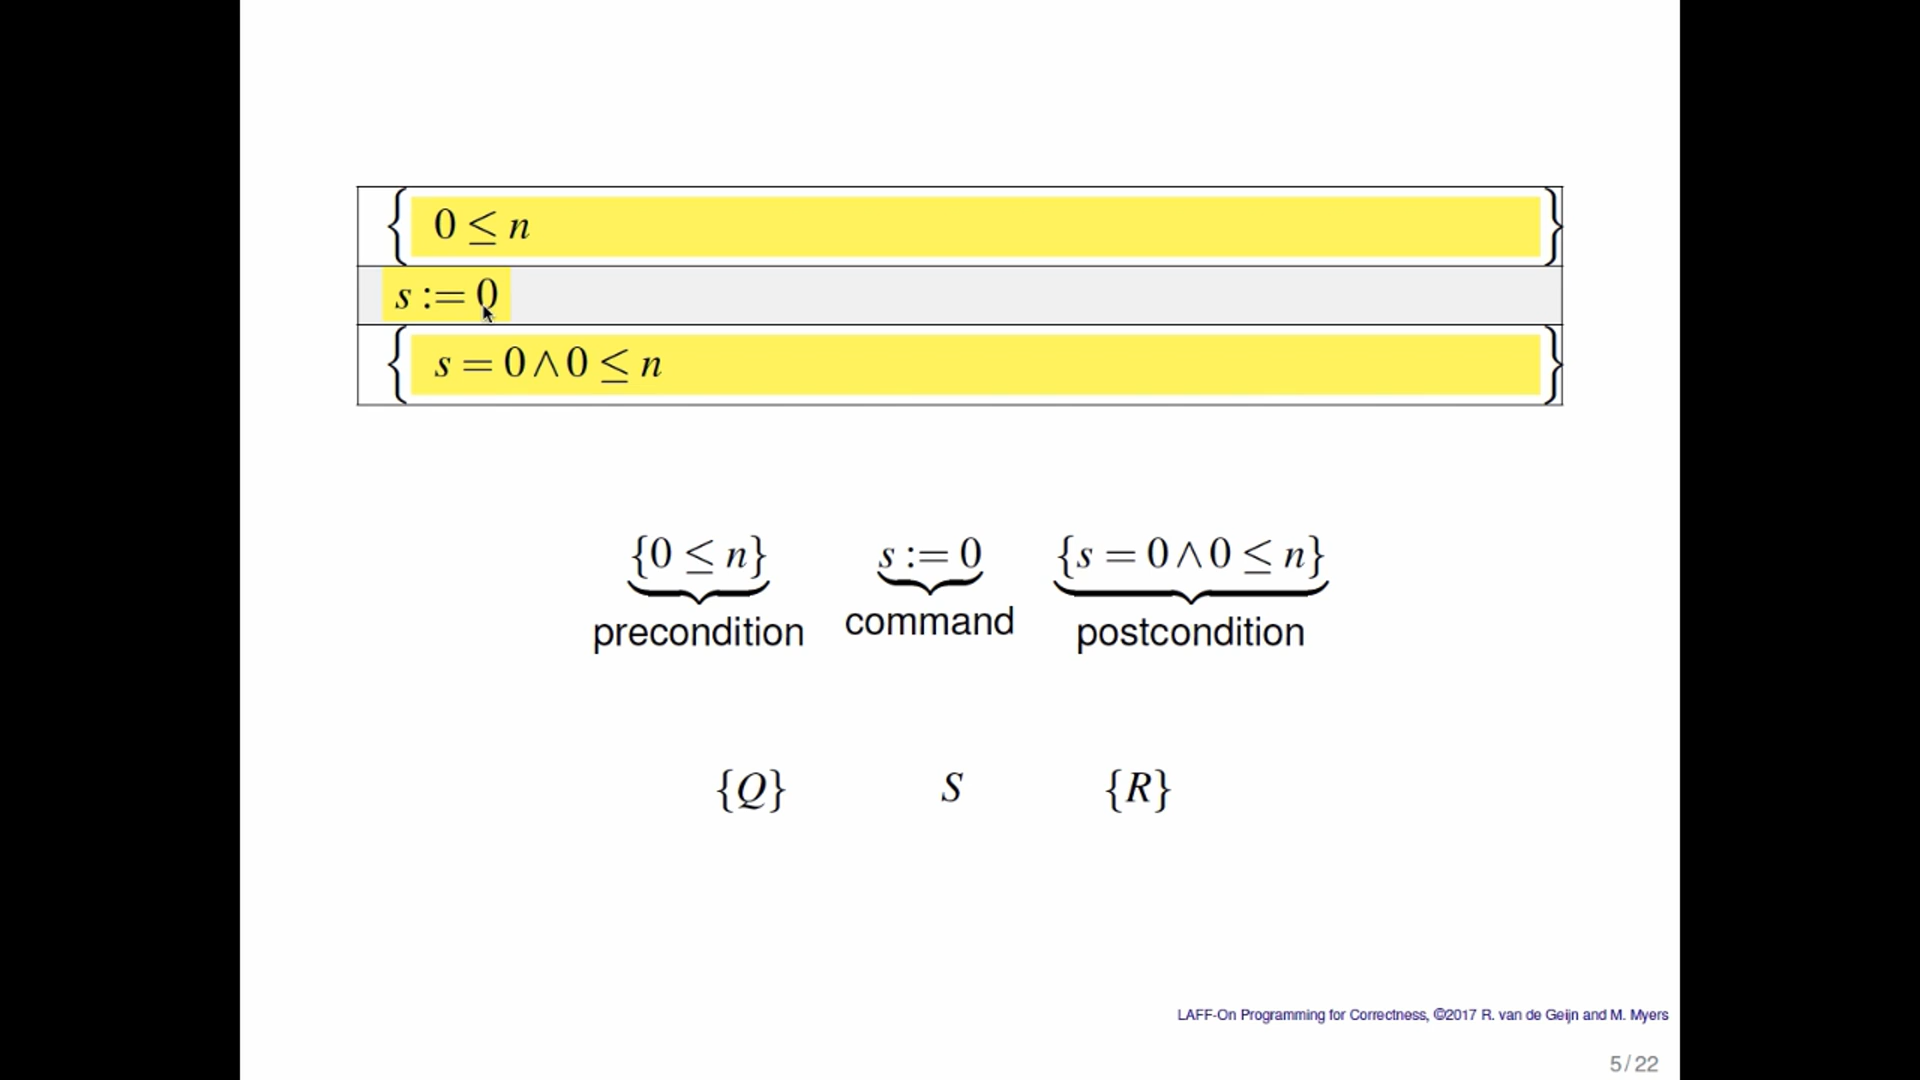 { 0 ≤ n }
s := 0
{ s = 0 ∧ 0 ≤ n }
{0 ≤ n} s := 0 {s = 0 ∧ 0 ≤ n}
precondition command postcondition
{Q} S {R}
LAFF-On Programming for Correctness, ©2017 R. van de Geijn and M. Myers
5/22